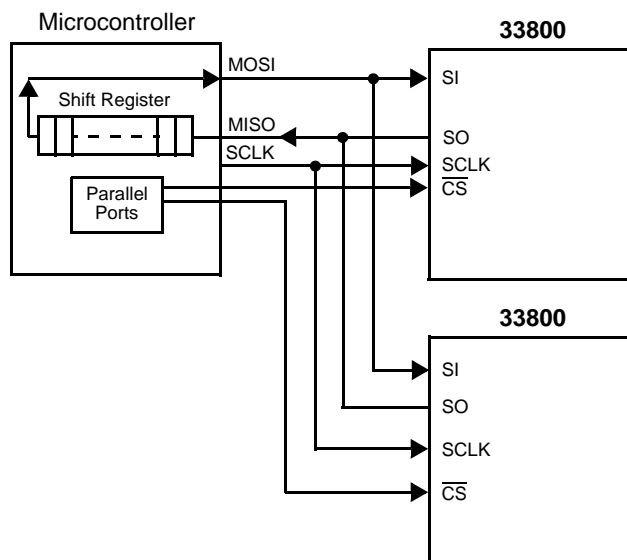 Microcontroller
33800
MOSI
SI
Shift Register
MISO
SO
SCLK
SCLK
CS
Parallel
Ports
33800
SI
SO
SCLK
CS